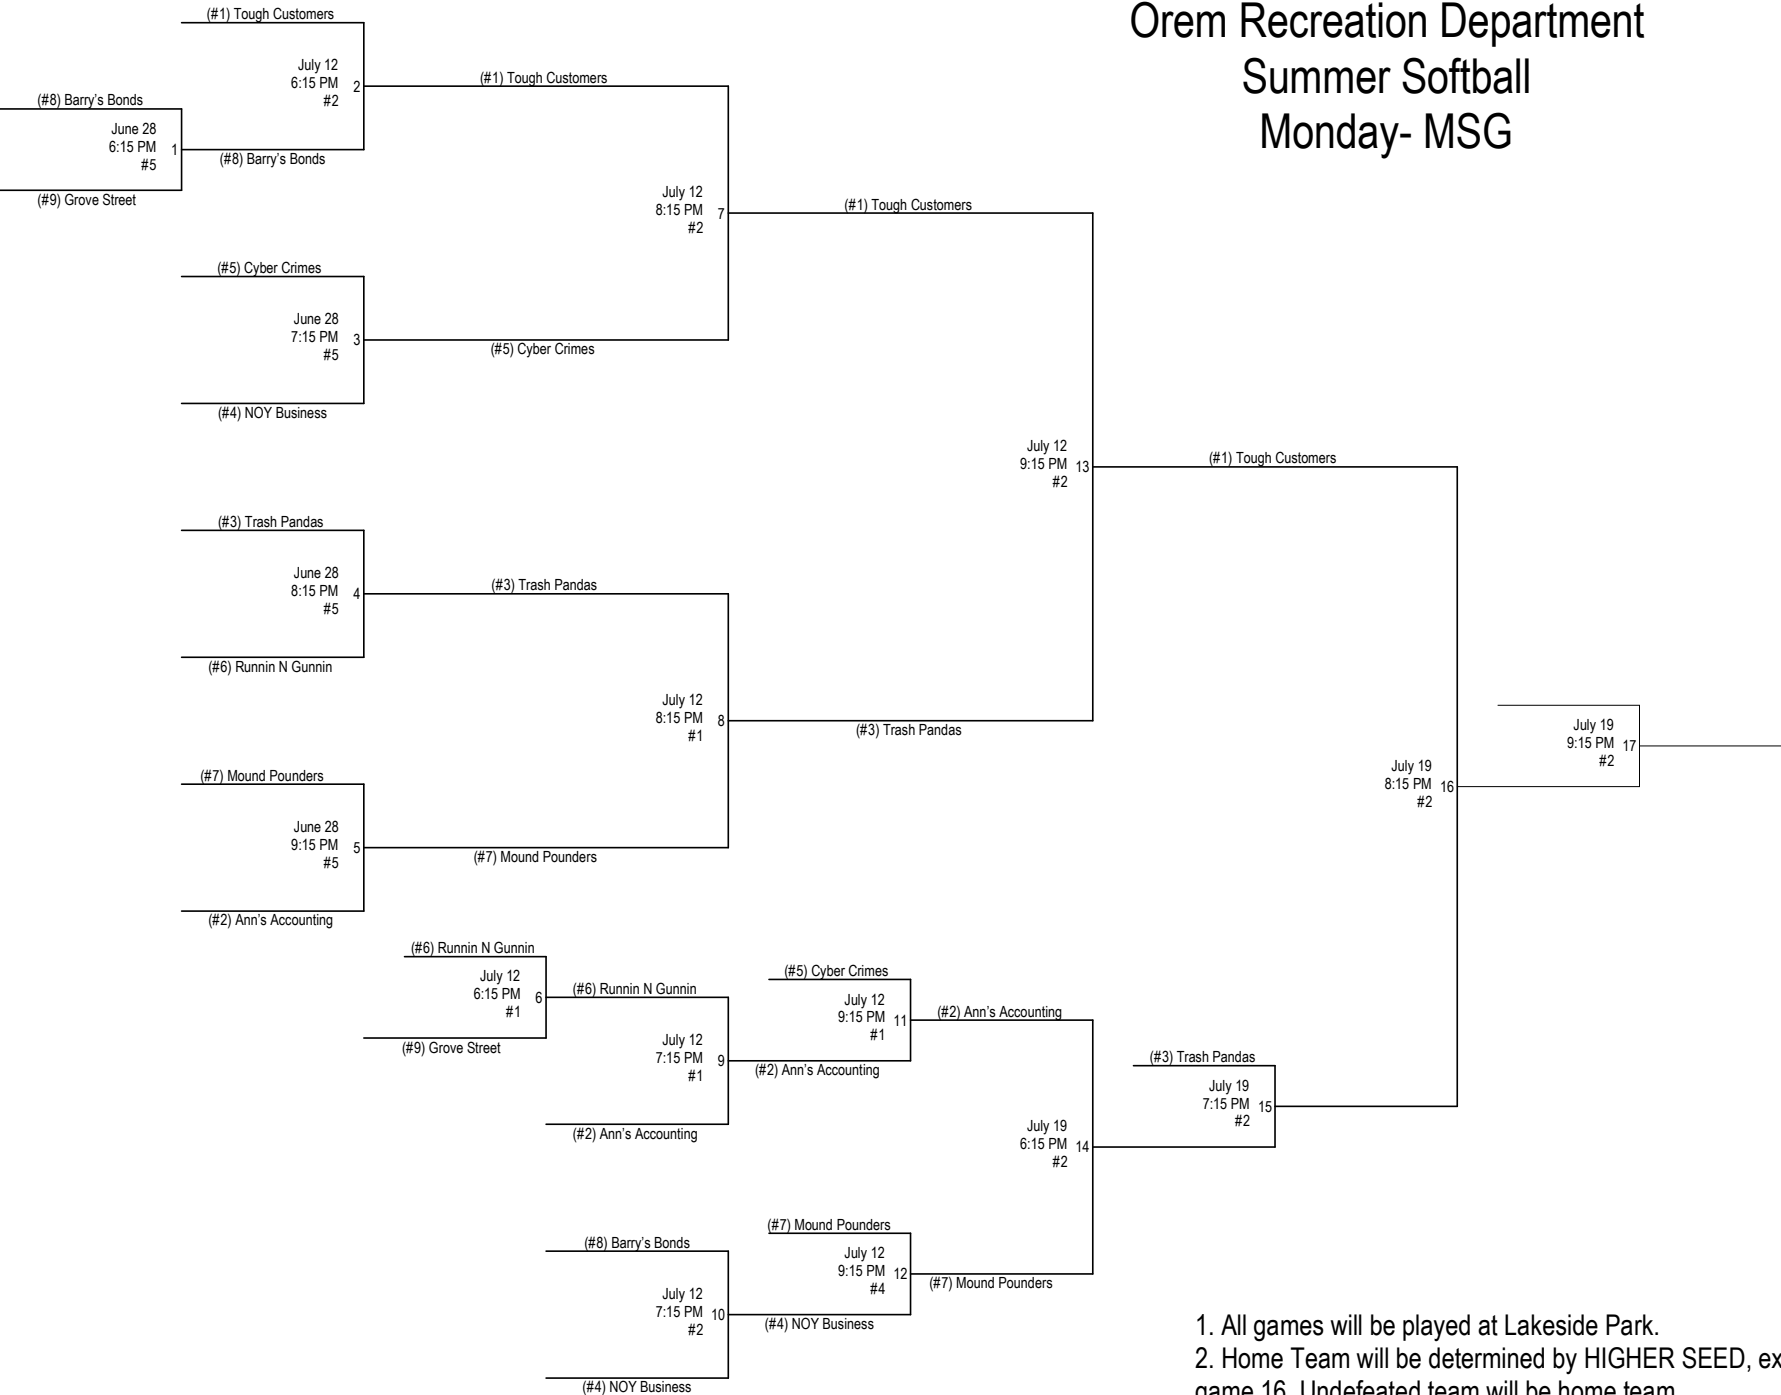 Orem Recreation Department
Summer Softball
Monday- MSG
(#1) Tough Customers
July 12
6:15 PM 2
#2
(#8) Barry's Bonds
June 28
6:15 PM 1
#5
(#9) Grove Street
(#8) Barry's Bonds
(#1) Tough Customers
July 12
8:15 PM 7
#2
(#5) Cyber Crimes
June 28
7:15 PM 3
#5
(#4) NOY Business
(#5) Cyber Crimes
(#1) Tough Customers
July 12
9:15 PM 13
#2
(#1) Tough Customers
(#3) Trash Pandas
June 28
8:15 PM 4
#5
(#6) Runnin N Gunnin
(#3) Trash Pandas
July 12
8:15 PM 8
#1
(#3) Trash Pandas
(#7) Mound Pounders
June 28
9:15 PM 5
#5
(#2) Ann's Accounting
(#7) Mound Pounders
July 19
9:15 PM 17
#2
July 19
8:15 PM 16
#2
(#6) Runnin N Gunnin
July 12
6:15 PM 6
#1
(#9) Grove Street
(#6) Runnin N Gunnin
July 12
7:15 PM 9
#1
(#2) Ann's Accounting
(#5) Cyber Crimes
July 12
9:15 PM 11
#1
(#2) Ann's Accounting
(#2) Ann's Accounting
July 19
6:15 PM 14
#2
(#3) Trash Pandas
July 19
7:15 PM 15
#2
(#8) Barry's Bonds
July 12
7:15 PM 10
#2
(#4) NOY Business
(#7) Mound Pounders
July 12
9:15 PM 12
#4
(#4) NOY Business
(#7) Mound Pounders
1. All games will be played at Lakeside Park.
2. Home Team will be determined by HIGHER SEED, ex
game 16. Undefeated team will be home team